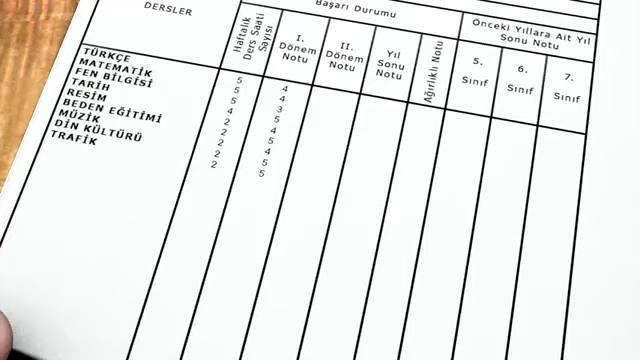 DERSLER
Haftalık
Ders Saati
Sayısı
Başarı Durumu
I.
Dönem
Notu
II.
Dönem
Notu
Yıl
Sonu
Notu
Ağırlıklı Notu
Önceki Yıllara Ait Yıl
Sonu Notu
5.
Sınıf
6.
Sınıf
7.
Sınıf
TÜRKÇE 5 4
MATEMATİK 5 4
FEN BİLGİSİ 5 3
TARİH 4 5
RESİM 2 4
BEDEN EĞİTİMİ 2 5
MÜZİK 2 4
DİN KÜLTÜRÜ 2 5
TRAFİK 2 5